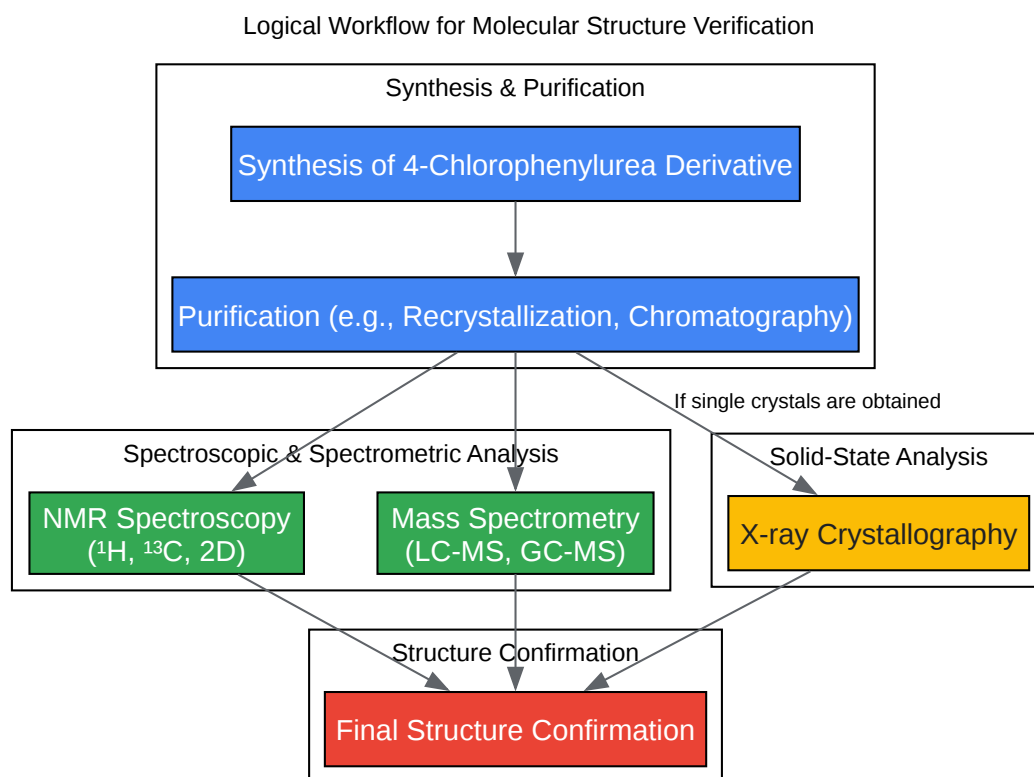 Logical Workflow for Molecular Structure Verification
Synthesis & Purification
Synthesis of 4-Chlorophenylurea Derivative
Purification (e.g., Recrystallization, Chromatography)
If single crystals are obtained
Spectroscopic & Spectrometric Analysis
Solid-State Analysis
NMR Spectroscopy
(¹H, ¹³C, 2D)
Mass Spectrometry
(LC-MS, GC-MS)
X-ray Crystallography
Structure Confirmation
Final Structure Confirmation